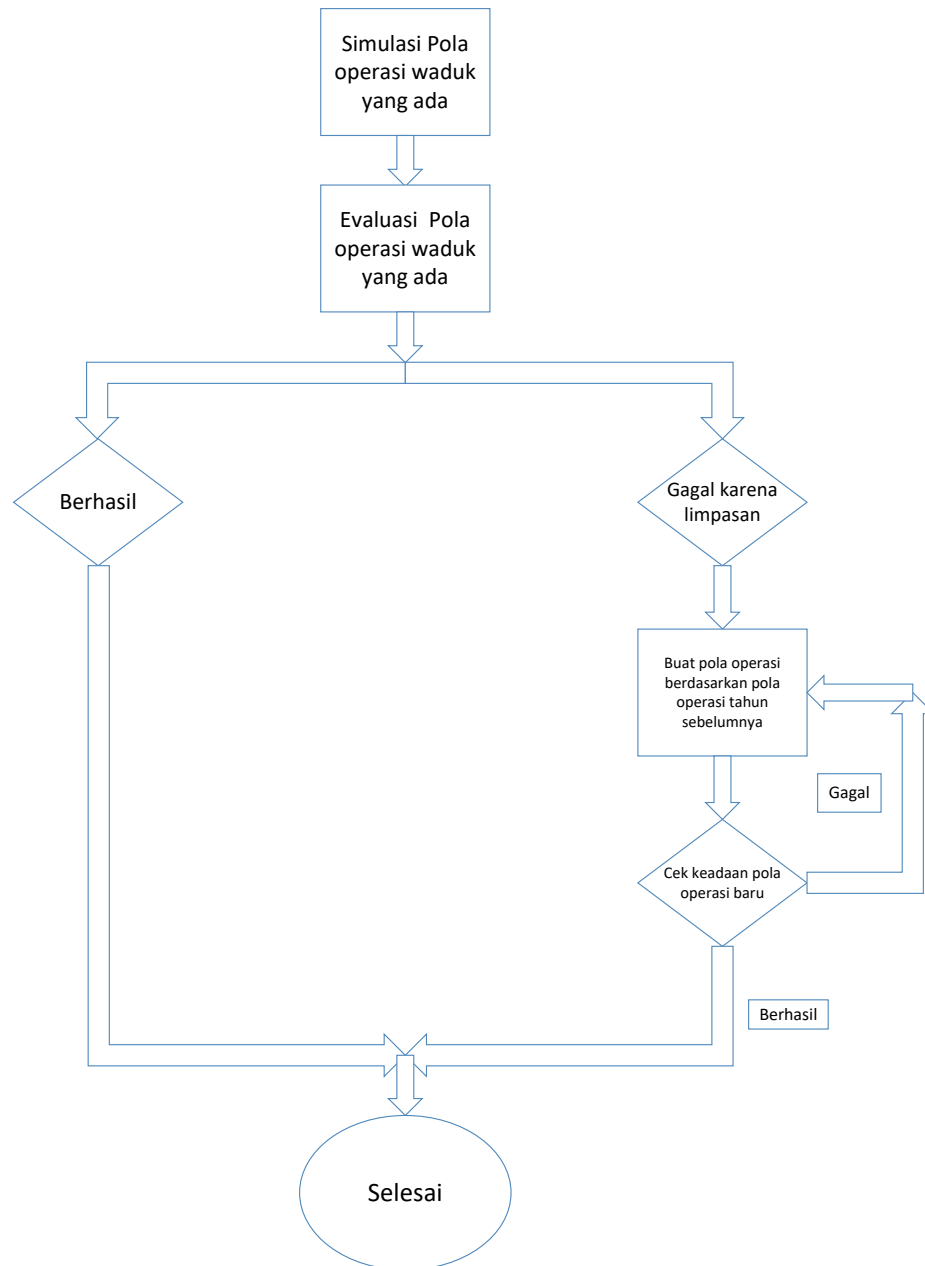 Simulasi Pola
operasi waduk
yang ada
Evaluasi  Pola
operasi waduk
yang ada
Berhasil
Gagal karena
limpasan
Buat pola operasi
berdasarkan pola
operasi tahun
sebelumnya
Gagal
Cek keadaan pola
operasi baru
Berhasil
Selesai